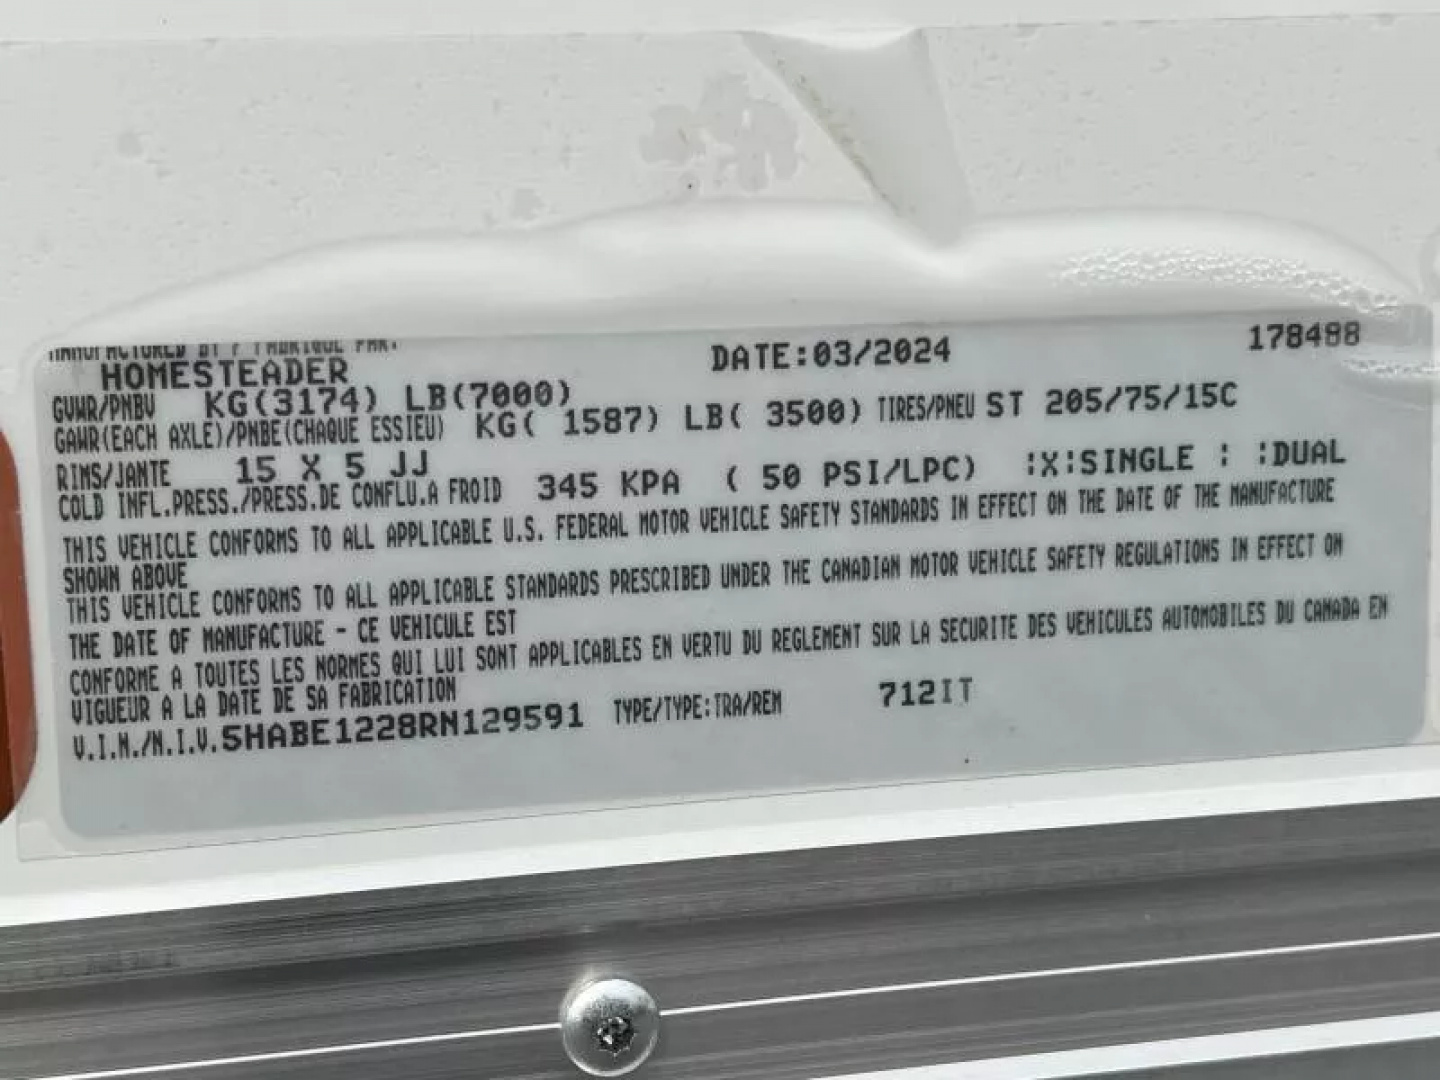 MANUFACTURED BY / FABRIQUE PAR:
HOMESTEADER DATE:03/2024 178488
GVWR/PNBV KG(3174) LB(7000)
GAWR(EACH AXLE)/PNBE(CHAQUE ESSIEU) KG( 1587) LB( 3500) TIRES/PNEU ST 205/75/15C
RIMS/JANTE 15 X 5 JJ
COLD INFL.PRESS./PRESS.DE CONFLU.A FROID 345 KPA ( 50 PSI/LPC) :X:SINGLE : :DUAL
THIS VEHICLE CONFORMS TO ALL APPLICABLE U.S. FEDERAL MOTOR VEHICLE SAFETY STANDARDS IN EFFECT ON THE DATE OF THE MANUFACTURE
SHOWN ABOVE
THIS VEHICLE CONFORMS TO ALL APPLICABLE STANDARDS PRESCRIBED UNDER THE CANADIAN MOTOR VEHICLE SAFETY REGULATIONS IN EFFECT ON
THE DATE OF MANUFACTURE - CE VEHICULE EST
CONFORME A TOUTES LES NORMES QUI LUI SONT APPLICABLES EN VERTU DU REGLEMENT SUR LA SECURITE DES VEHICULES AUTOMOBILES DU CANADA EN
VIGUEUR A LA DATE DE SA FABRICATION
V.I.N./N.I.V.5HABE1228RN129591 TYPE/TYPE:TRA/REM 712IT